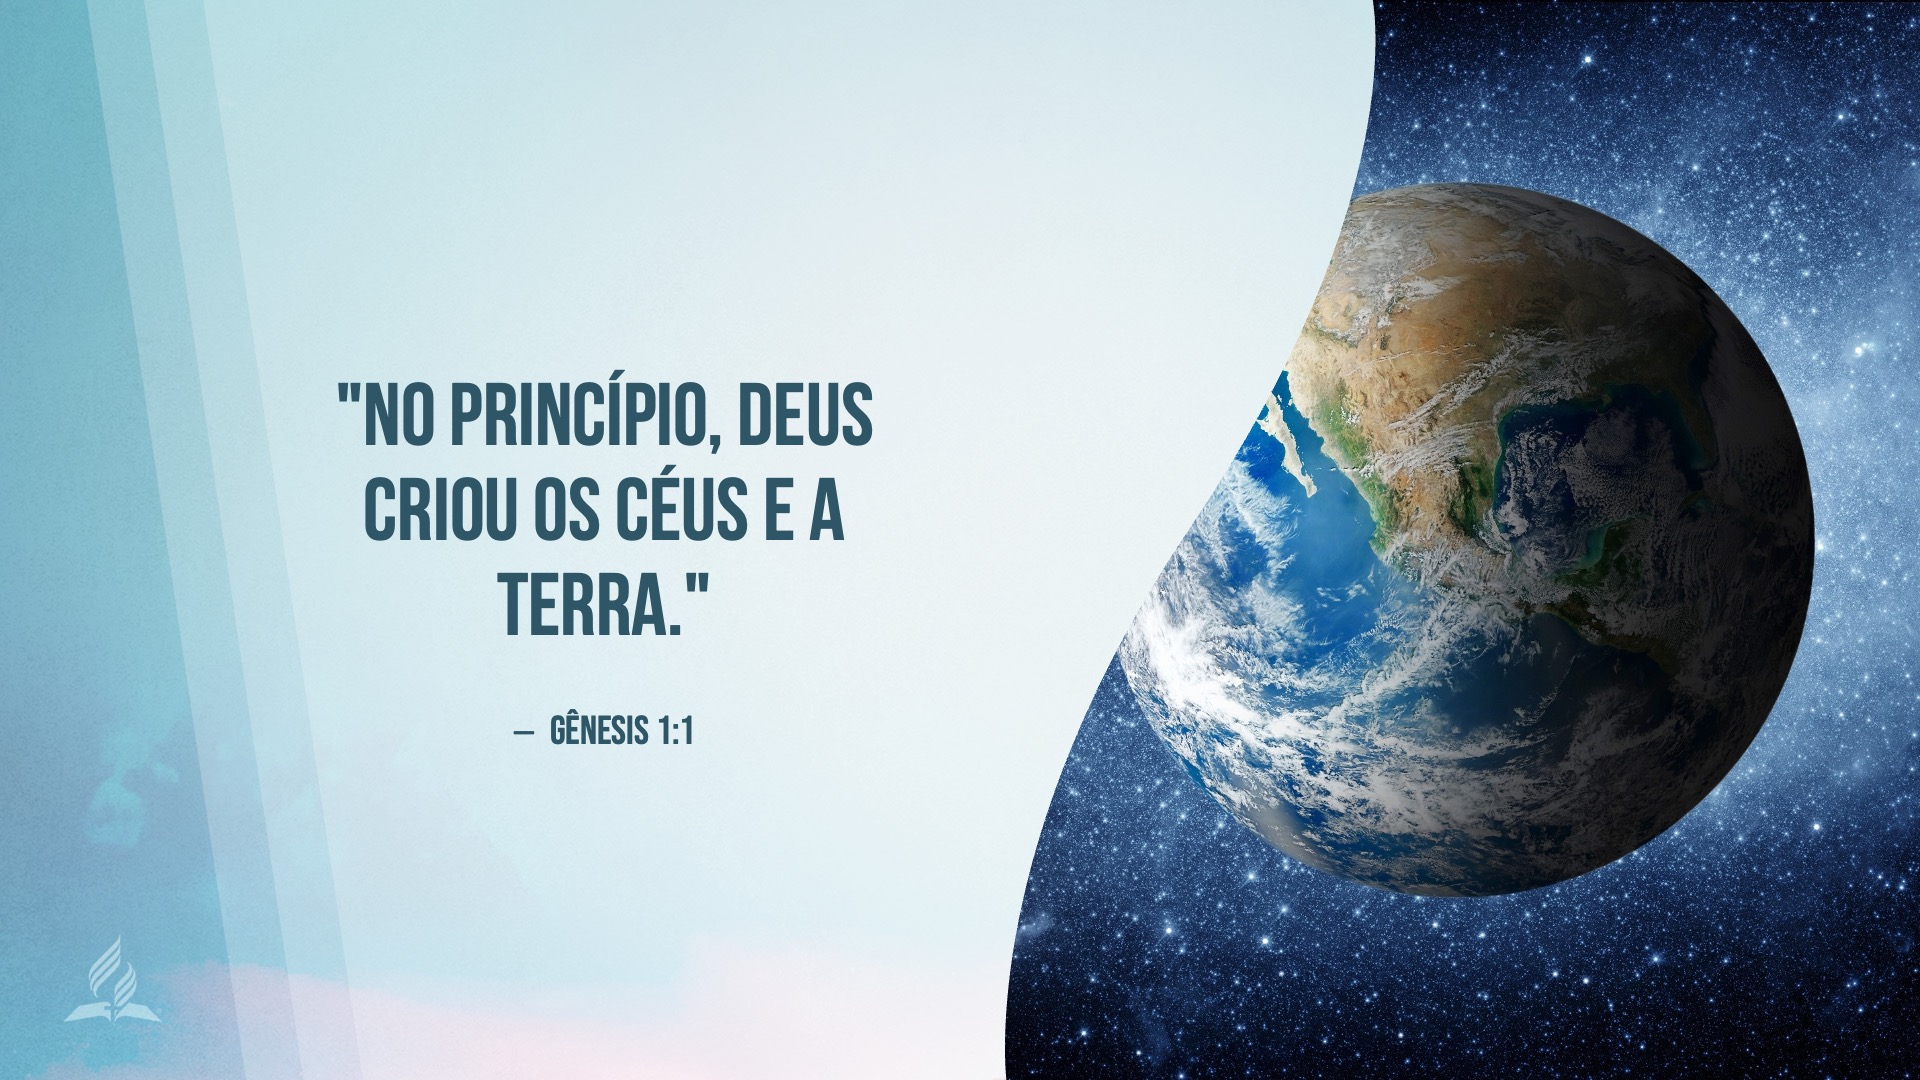 "NO PRINCÍPIO, DEUS
CRIOU OS CÉUS E A
TERRA."
– GÊNESIS 1:1